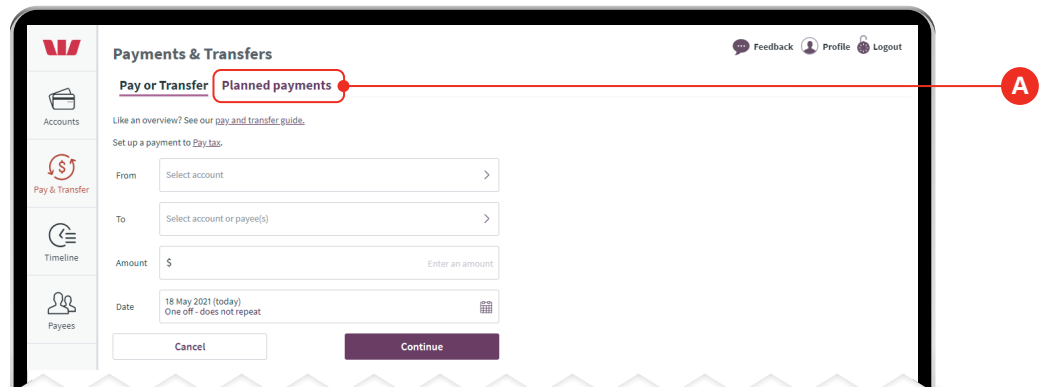 Payments & Transfers
Feedback Profile Logout
Pay or Transfer Planned payments
A
Like an overview? See our pay and transfer guide.
Set up a payment to Pay tax.
Accounts
Pay & Transfer
Timeline
Payees
From Select account
To Select account or payee(s)
Amount $ Enter an amount
Date 18 May 2021 (today)
One off - does not repeat
Cancel Continue